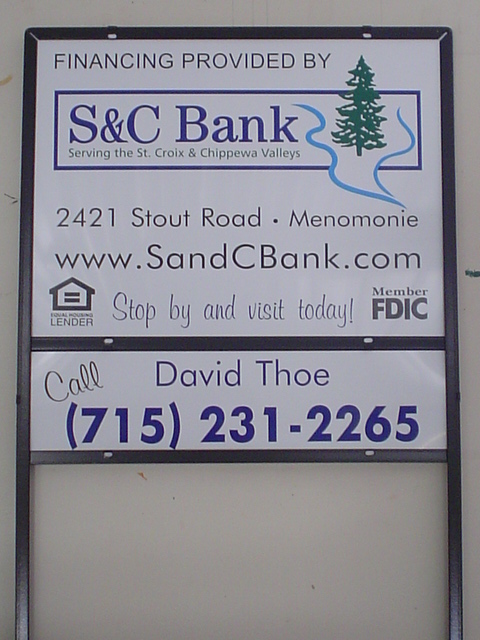 FINANCING PROVIDED BY
S&C Bank
Serving the St. Croix & Chippewa Valleys
2421 Stout Road • Menomonie
www.SandCBank.com
EQUAL HOUSING
LENDER
Stop by and visit today!
Member
FDIC
Call
David Thoe
(715) 231-2265